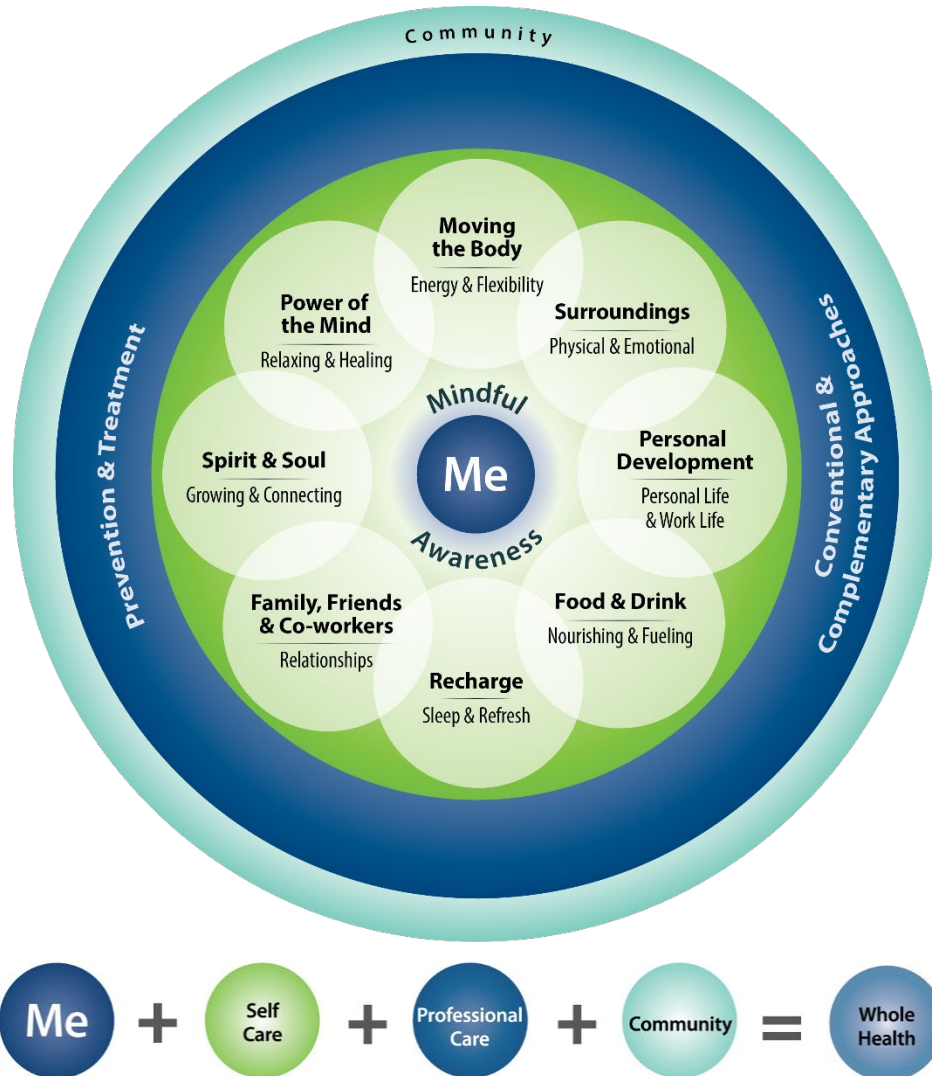 Community
Prevention & Treatment
Conventional &
Complementary Approaches
Moving
the Body
Energy & Flexibility
Surroundings
Physical & Emotional
Personal
Development
Personal Life
& Work Life
Food & Drink
Nourishing & Fueling
Recharge
Sleep & Refresh
Family, Friends
& Co-workers
Relationships
Spirit & Soul
Growing & Connecting
Power of
the Mind
Relaxing & Healing
Mindful
Me
Awareness
Me
+
Self
Care
+
Professional
Care
+
Community
=
Whole
Health